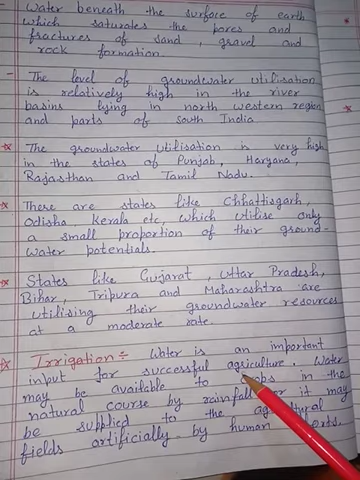 Water beneath the surface of earth
which saturates the pores and
fractures of sand, gravel and
rock formation.
- The level of groundwater utilisation
is relatively high in the river
basins lying in north western region
and parts of South India
The groundwater utilisation is very high
in the states of Punjab, Haryana,
Rajasthan and Tamil Nadu.
There are states like Chhattisgarh,
Odisha, Kerala etc, which utilise only
a small proportion of their ground-
water potentials.
States like Gujarat, Uttar Pradesh,
Bihar, Tripura and Maharashtra are
utilising their groundwater resources
at a moderate rate.
Irrigation÷ Water is an important
input for successful agriculture. Water
may be available to in the
natural course by rainfall or it may
be supplied to the
fields artificially by human